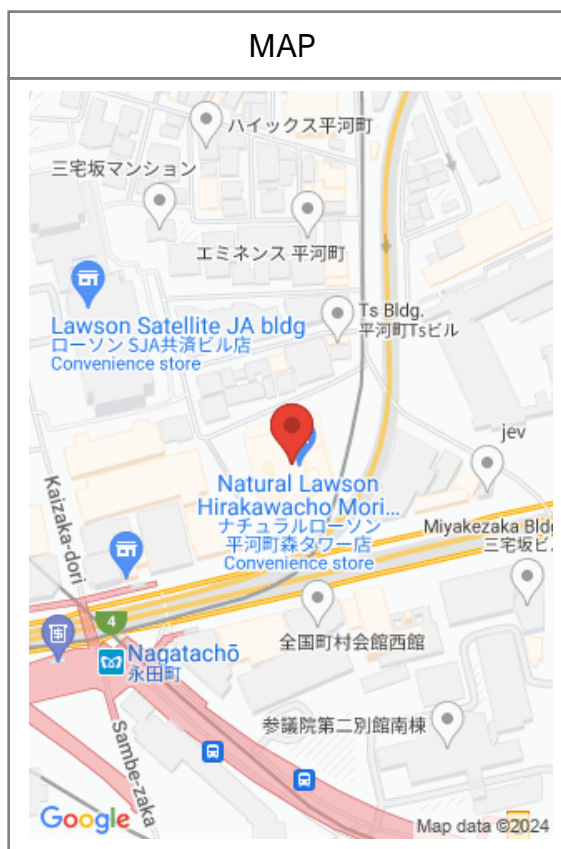 MAP
ハイックス平河町
三宅坂マンション
エミネンス 平河町
Ts Bldg.
平河町Tsビル
Lawson Satellite JA bldg
ローソン SJA共済ビル店
Convenience store
jev
Natural Lawson
Hirakawacho Mori...
ナチュラルローソン
平河町森タワー店
Convenience store
Kaizaka-dori
Miyakezaka Bldg
三宅坂ビ
4
全国町村会館西館
Nagatachō
永田町
Sambe-zaka
参議院第二別館南棟
Google
Map data ©2024